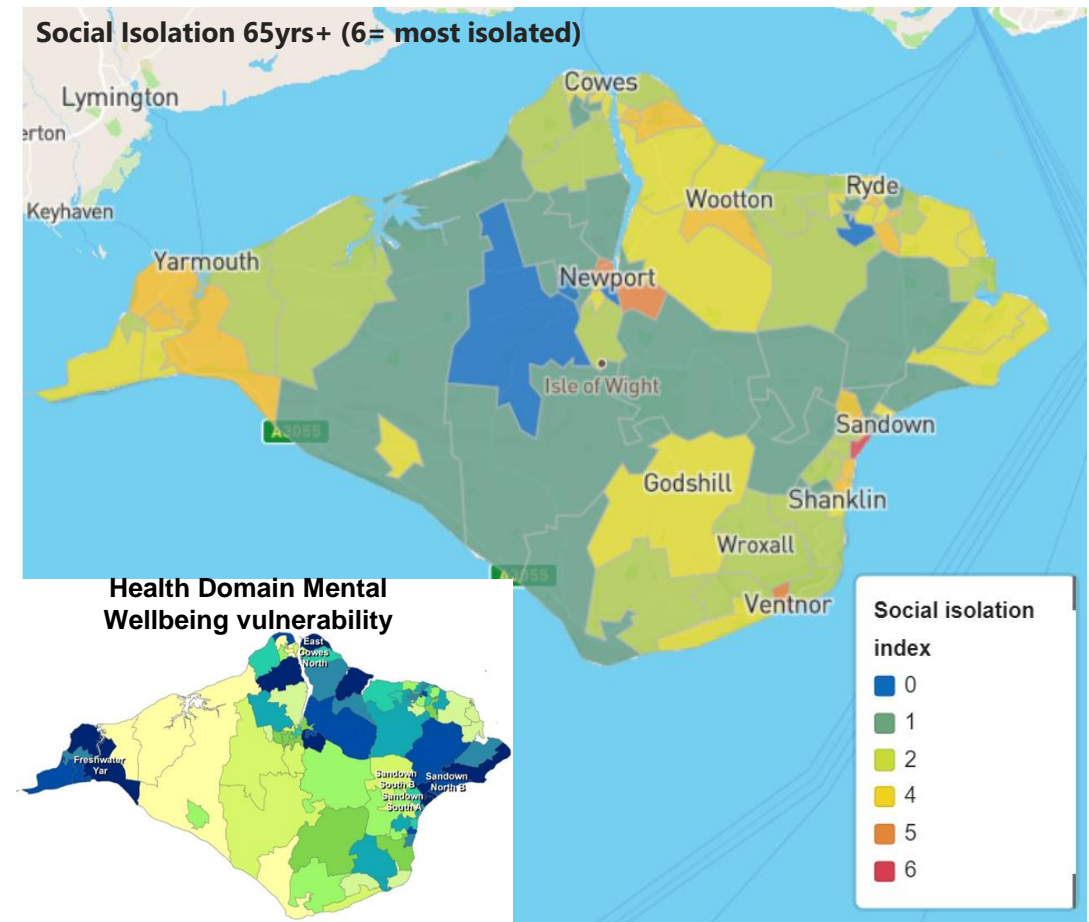 Social Isolation 65yrs+ (6= most isolated)
Cowes
Lymington
erton
Keyhaven
Wootton
Ryde
Yarmouth
Newport
Isle of Wight
A3055
Sandown
Godshill
Shanklin
Wroxall
A3055
Ventnor
Health Domain Mental
Wellbeing vulnerability
East
Cowes
North
Freshwater
Yar
Sandown
South B
Sandown
North B
Sandown
South A
Social isolation
index
0
1
2
4
5
6